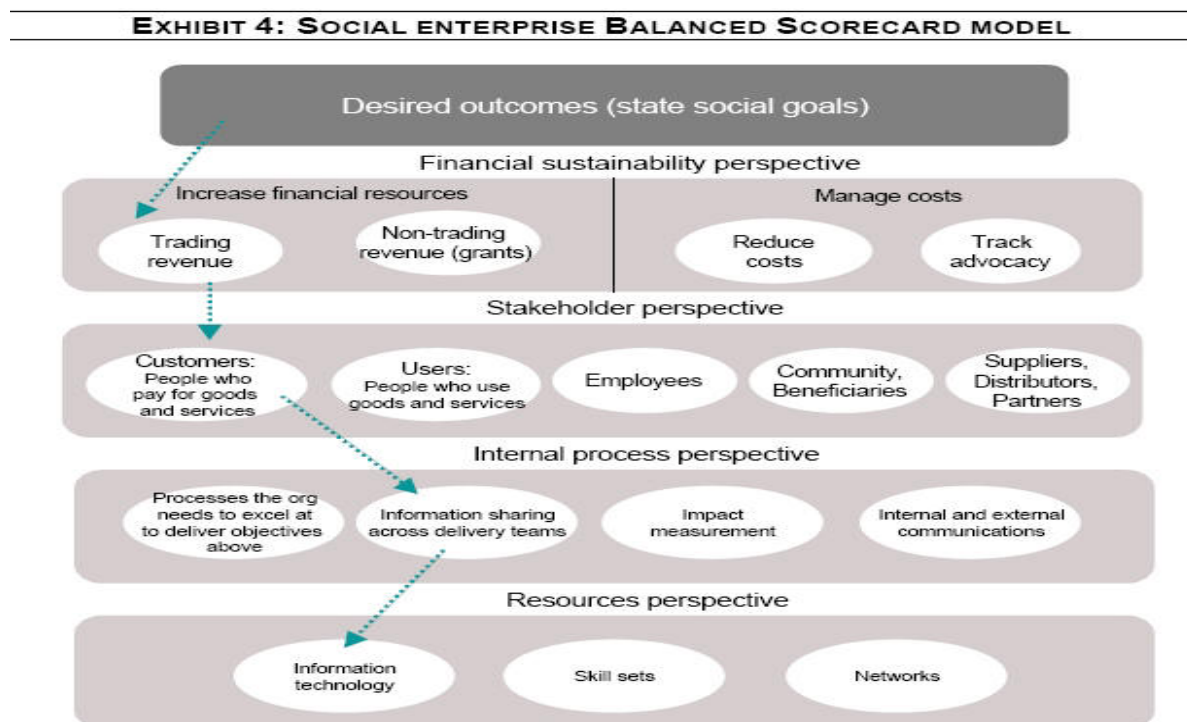 EXHIBIT 4: SOCIAL ENTERPRISE BALANCED SCORECARD MODEL
Desired outcomes (state social goals)
Financial sustainability perspective
Increase financial resources
Manage costs
Trading
revenue
Non-trading
revenue (grants)
Reduce
costs
Track
advocacy
Stakeholder perspective
Customers:
People who
pay for goods
and services
Users:
People who use
goods and services
Employees
Community,
Beneficiaries
Suppliers,
Distributors,
Partners
Internal process perspective
Processes the org
needs to excel at
to deliver objectives
above
Information sharing
across delivery teams
Impact
measurement
Internal and external
communications
Resources perspective
Information
technology
Skill sets
Networks